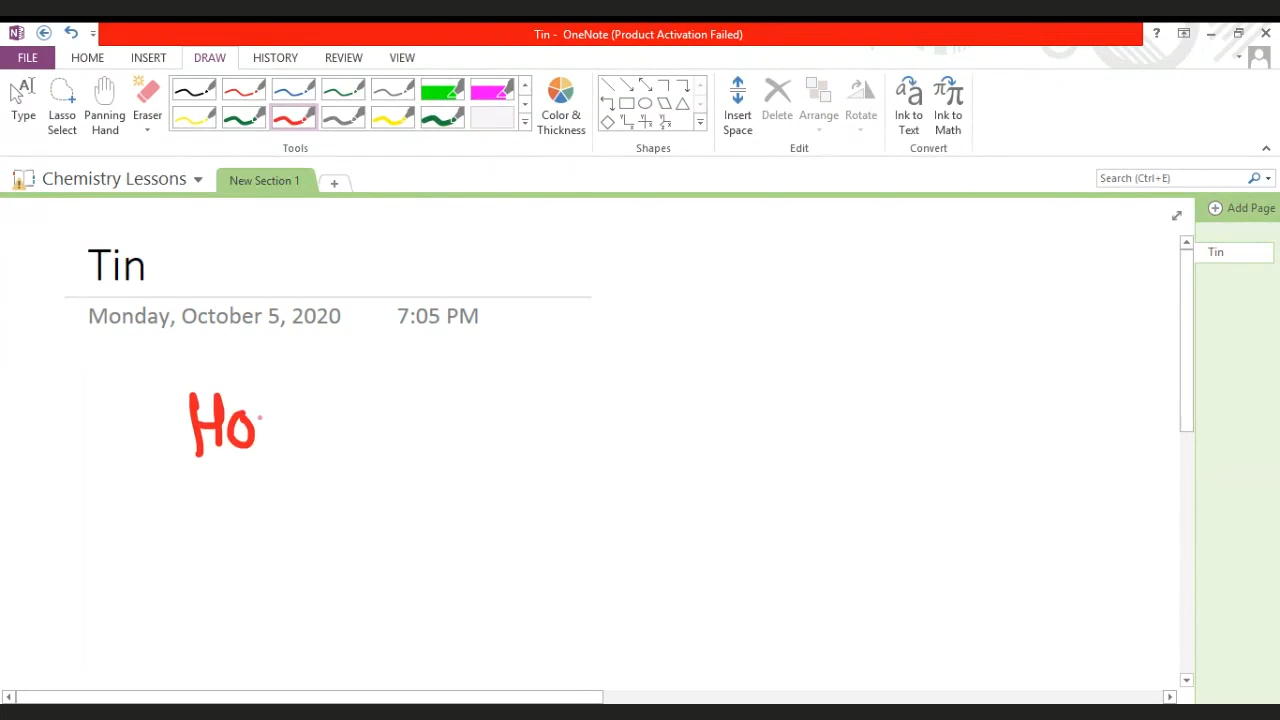 Tin - OneNote (Product Activation Failed)
?
FILE HOME INSERT DRAW HISTORY REVIEW VIEW
Type
Lasso Select
Panning Hand
Eraser
Color & Thickness
Insert Space
Delete
Arrange
Rotate
Ink to Text
Ink to Math
Tools Shapes Edit Convert
Chemistry Lessons New Section 1 + Search (Ctrl+E)
Add Page
Tin
Tin
Monday, October 5, 2020 7:05 PM
Ho